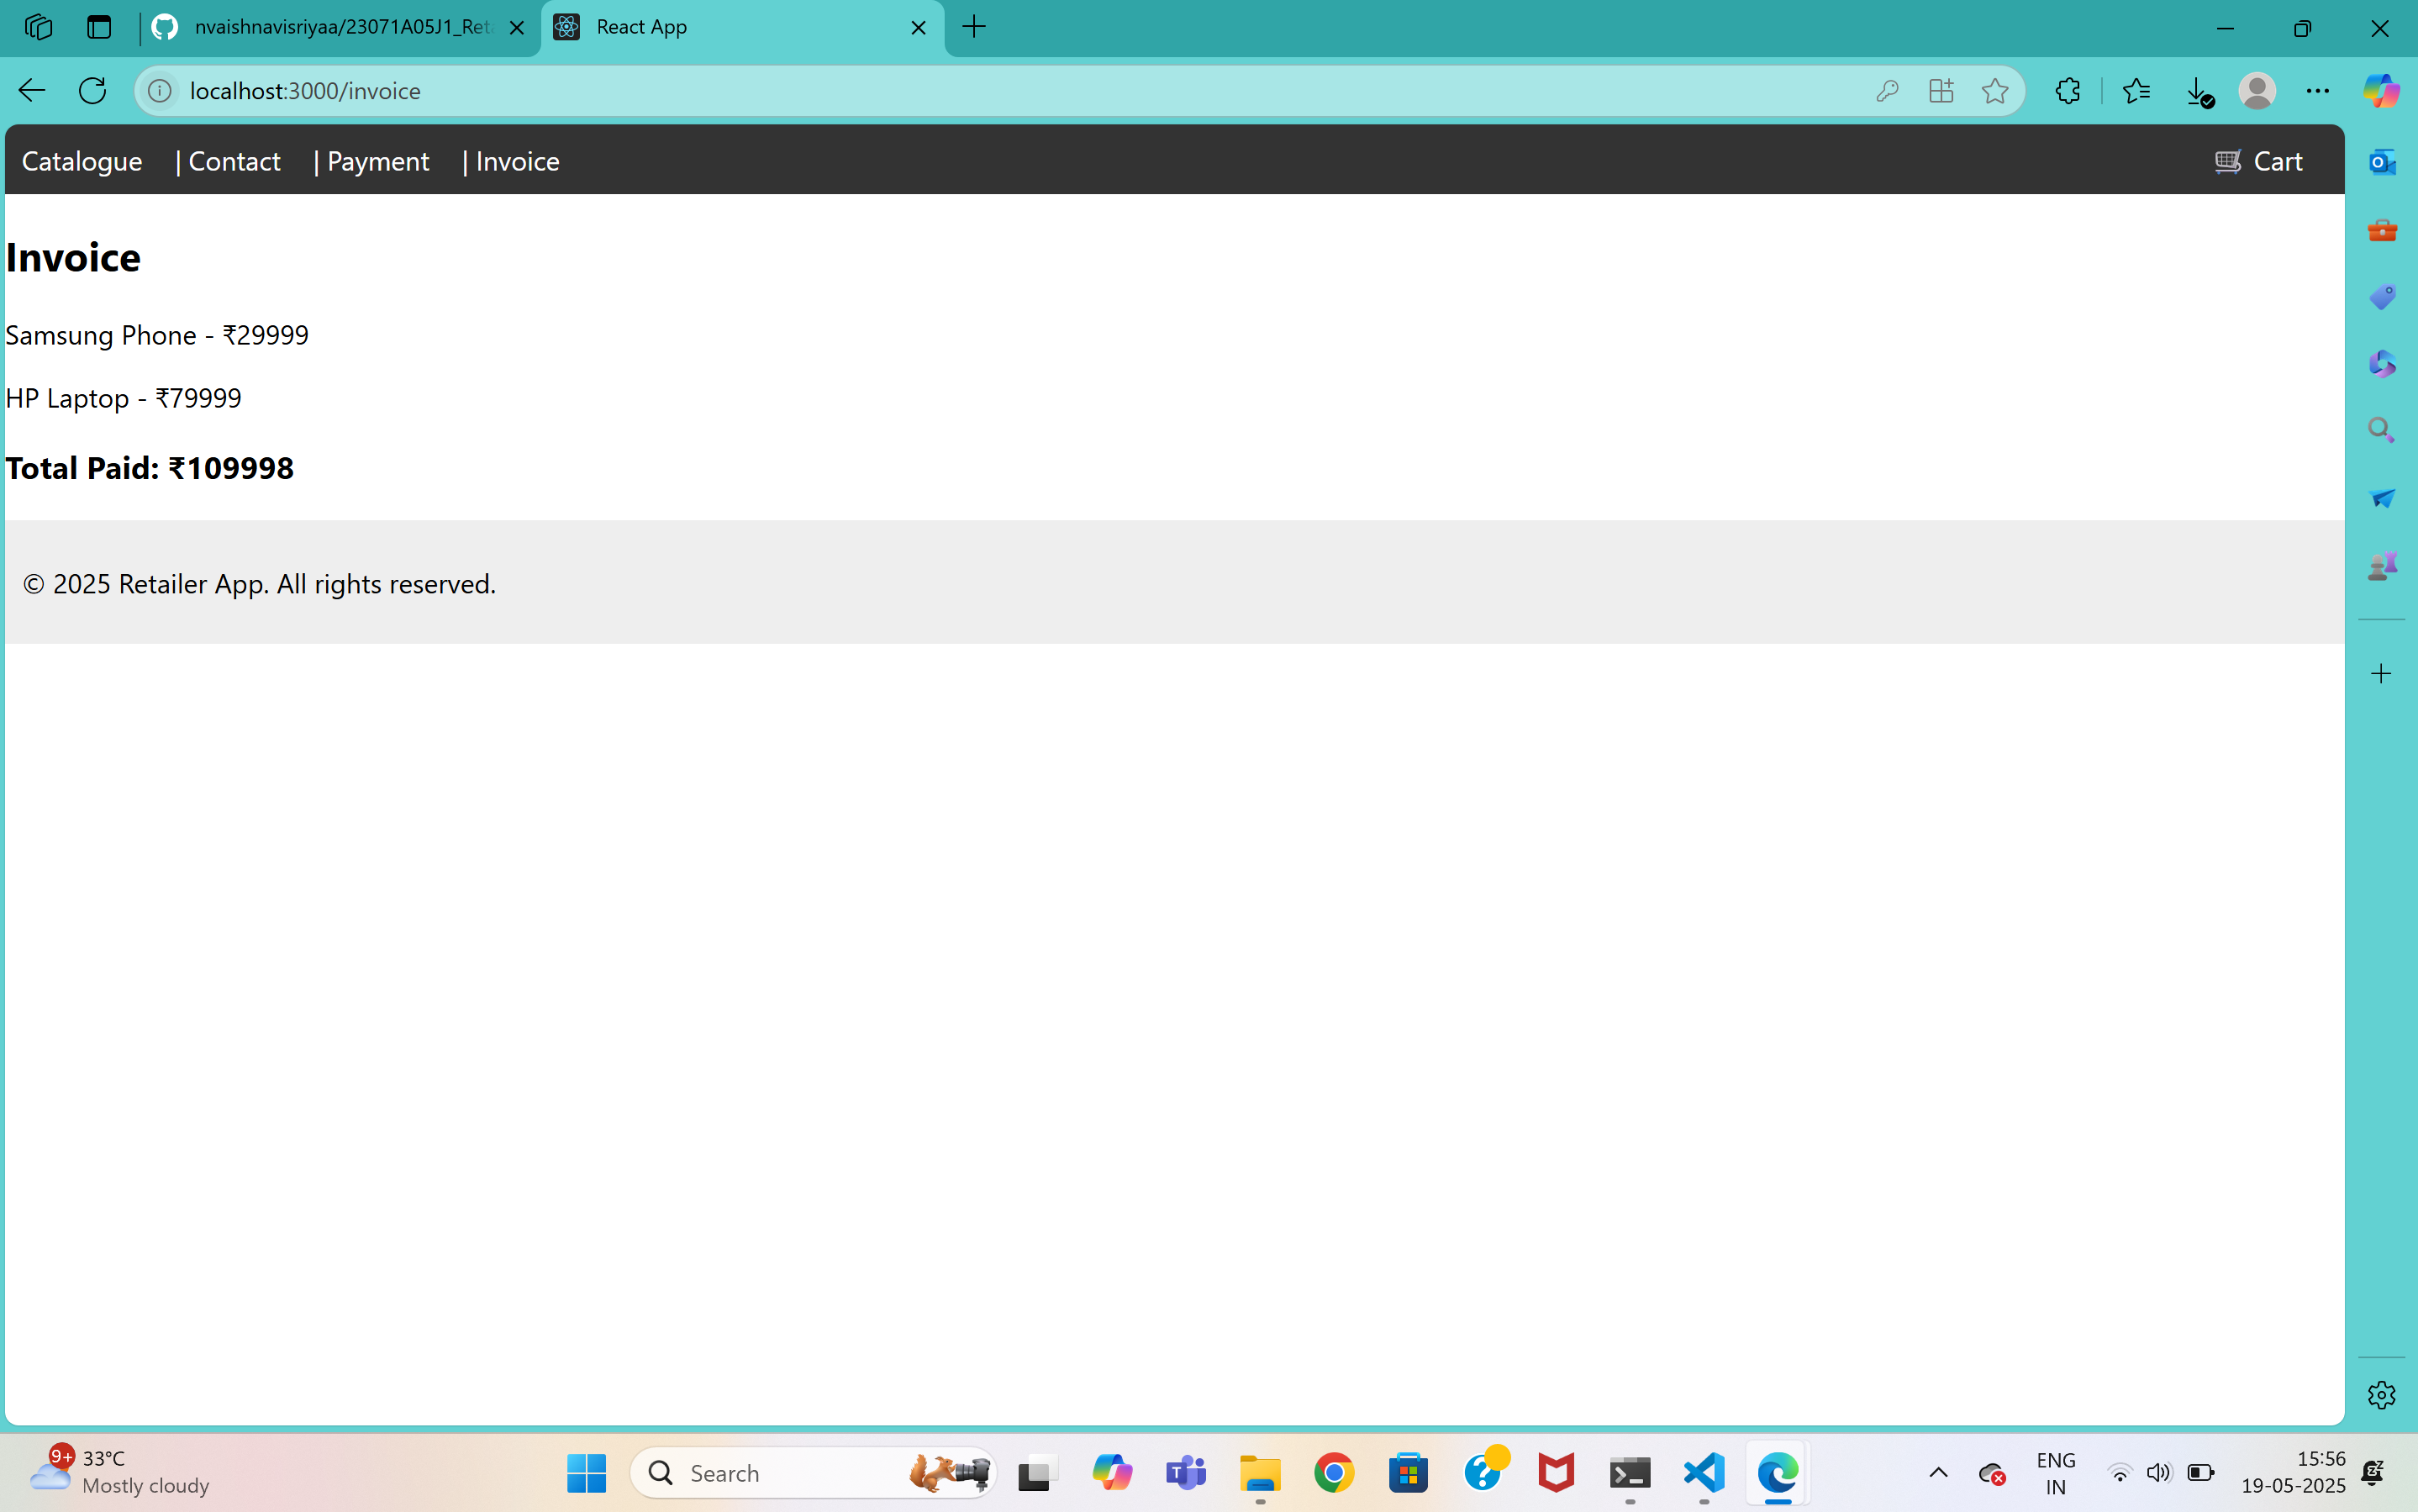 nvaishnavisriyaa/23071A05J1_Reta
React App
localhost:3000/invoice
Catalogue | Contact | Payment | Invoice
Cart
Invoice
Samsung Phone - ₹29999
HP Laptop - ₹79999
Total Paid: ₹109998
© 2025 Retailer App. All rights reserved.
9+
33°C
Mostly cloudy
Search
ENG
IN
15:56
19-05-2025